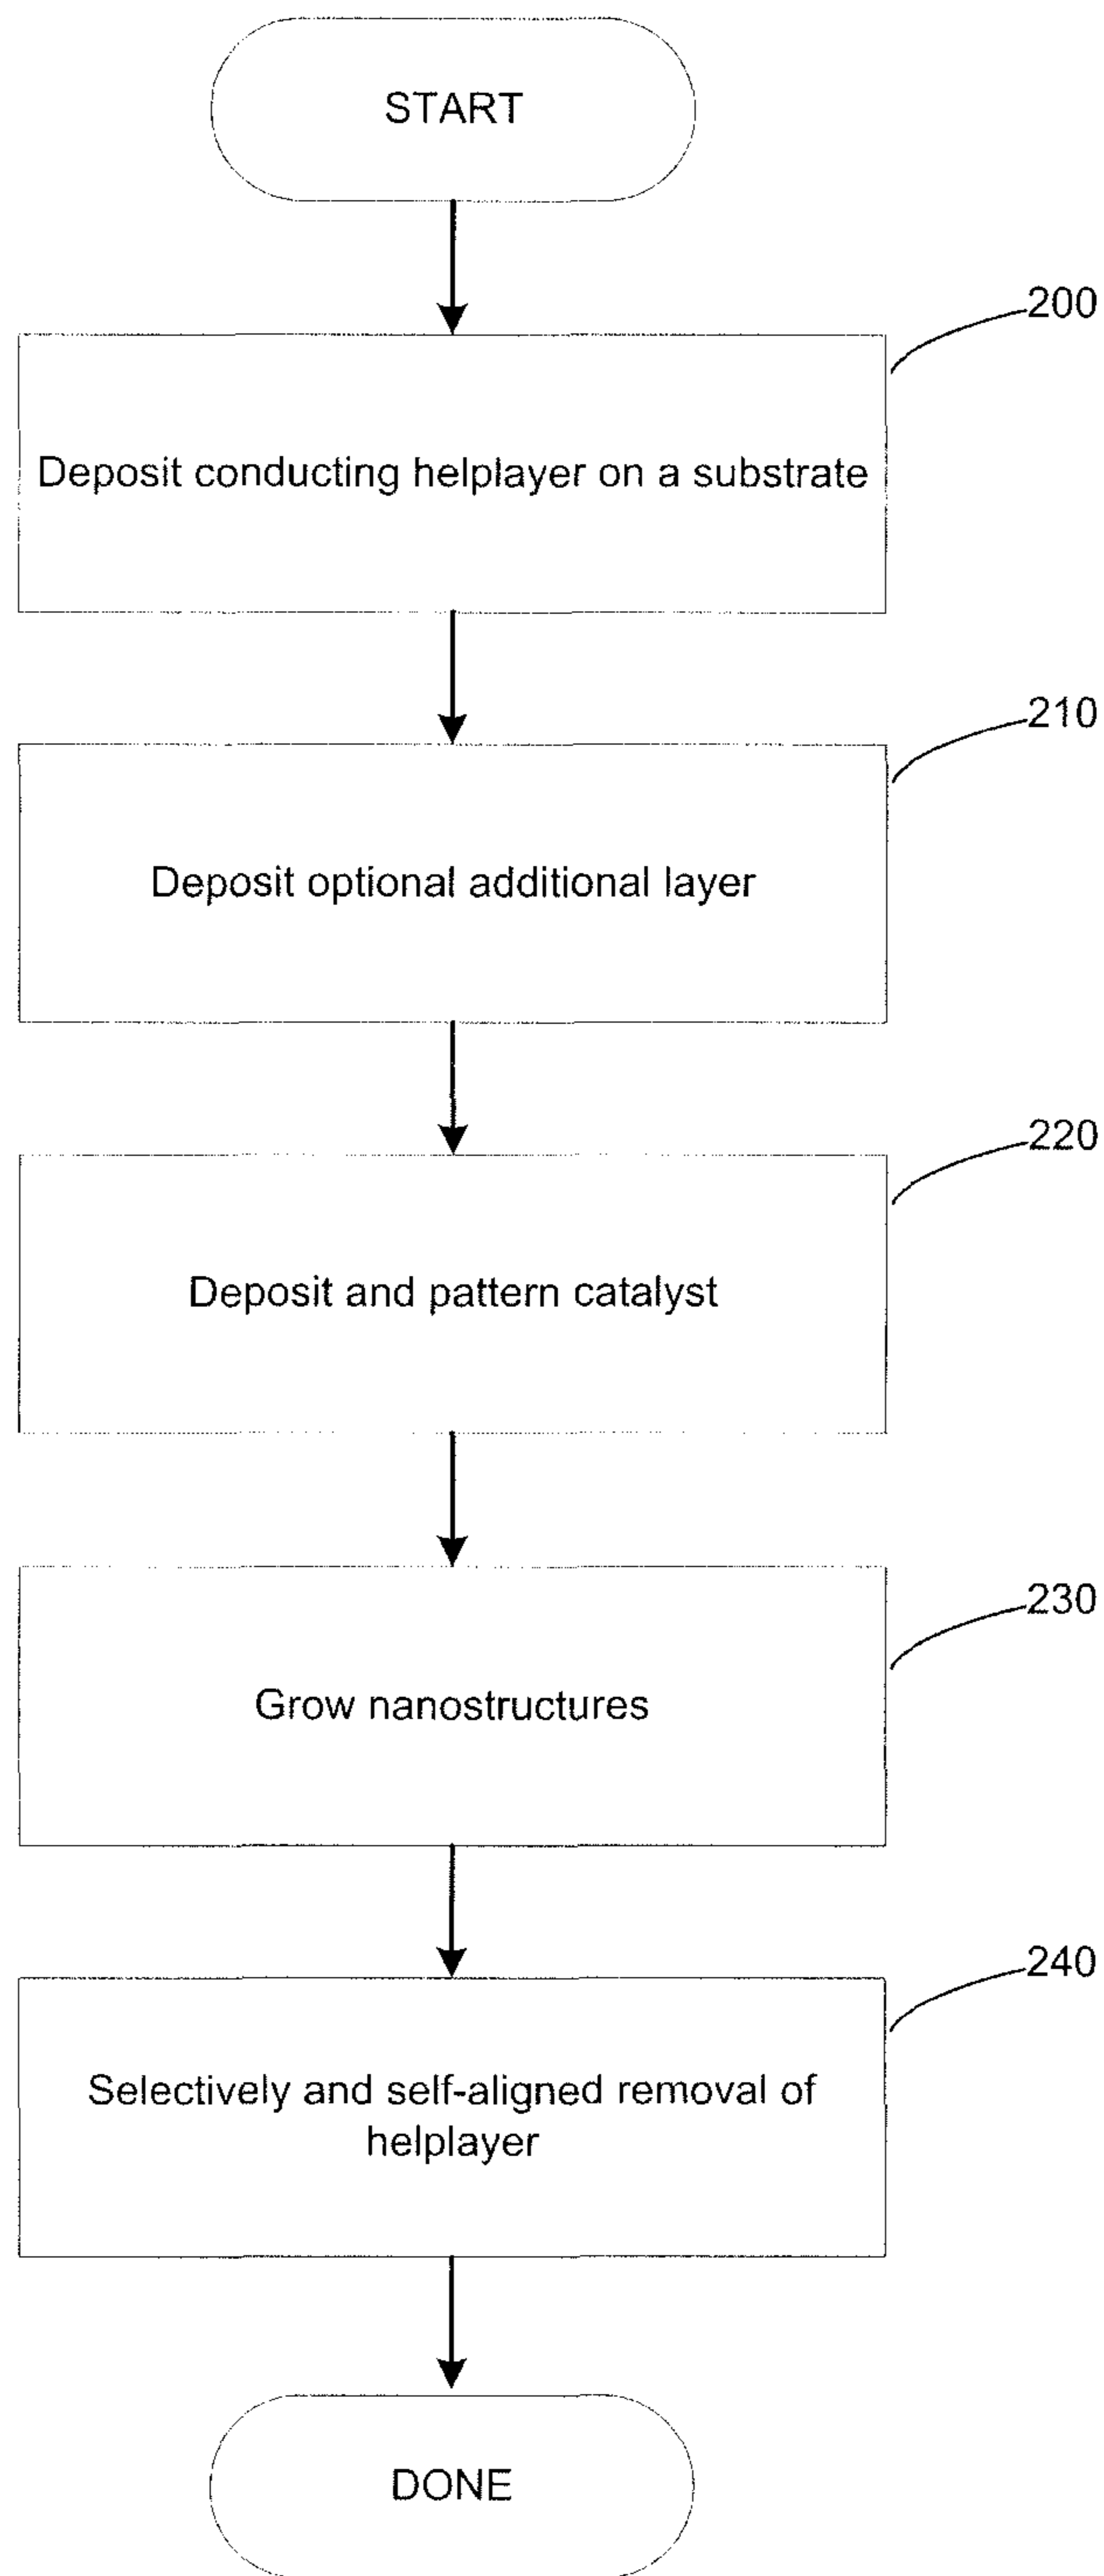 START
200
Deposit conducting helplayer on a substrate
210
Deposit optional additional layer
220
Deposit and pattern catalyst
230
Grow nanostructures
240
Selectively and self-aligned removal of
helplayer
DONE